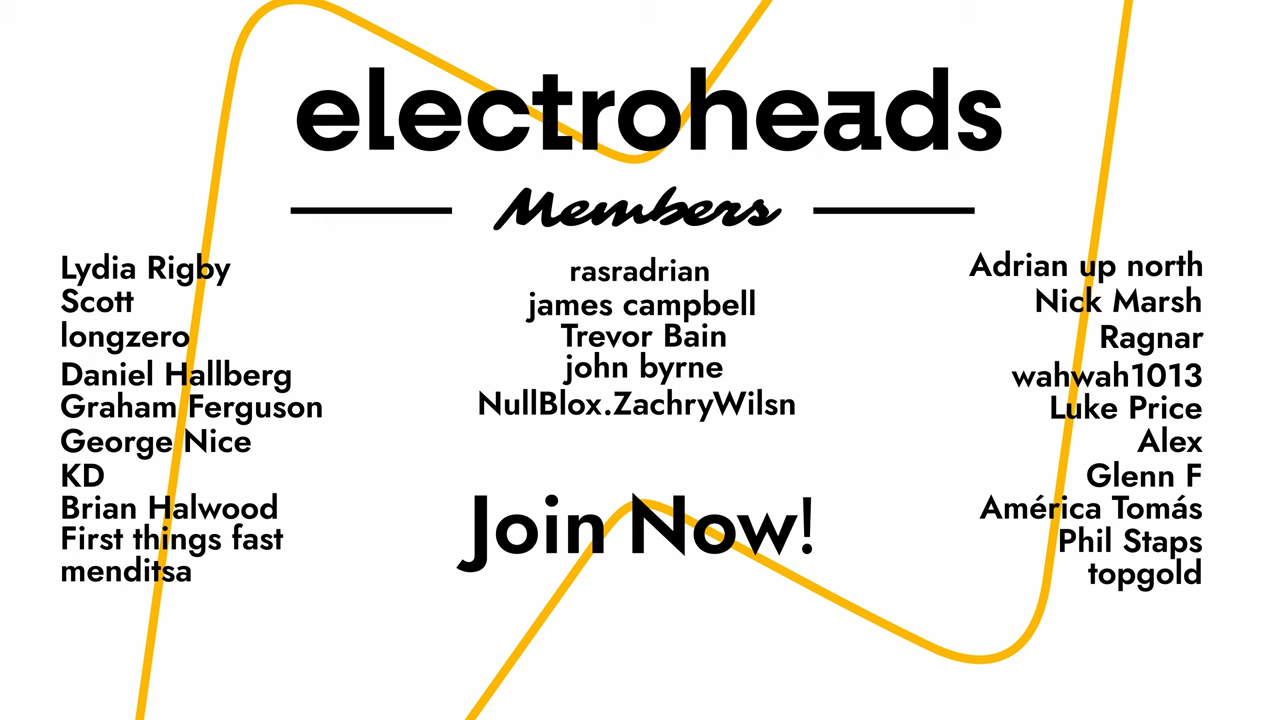 electroheads
Members
Lydia Rigby
Scott
longzero
Daniel Hallberg
Graham Ferguson
George Nice
KD
Brian Halwood
First things fast
menditsa
rasradrian
james campbell
Trevor Bain
john byrne
NullBlox.ZachryWilsn
Adrian up north
Nick Marsh
Ragnar
wahwah1013
Luke Price
Alex
Glenn F
América Tomás
Phil Staps
topgold
Join Now!